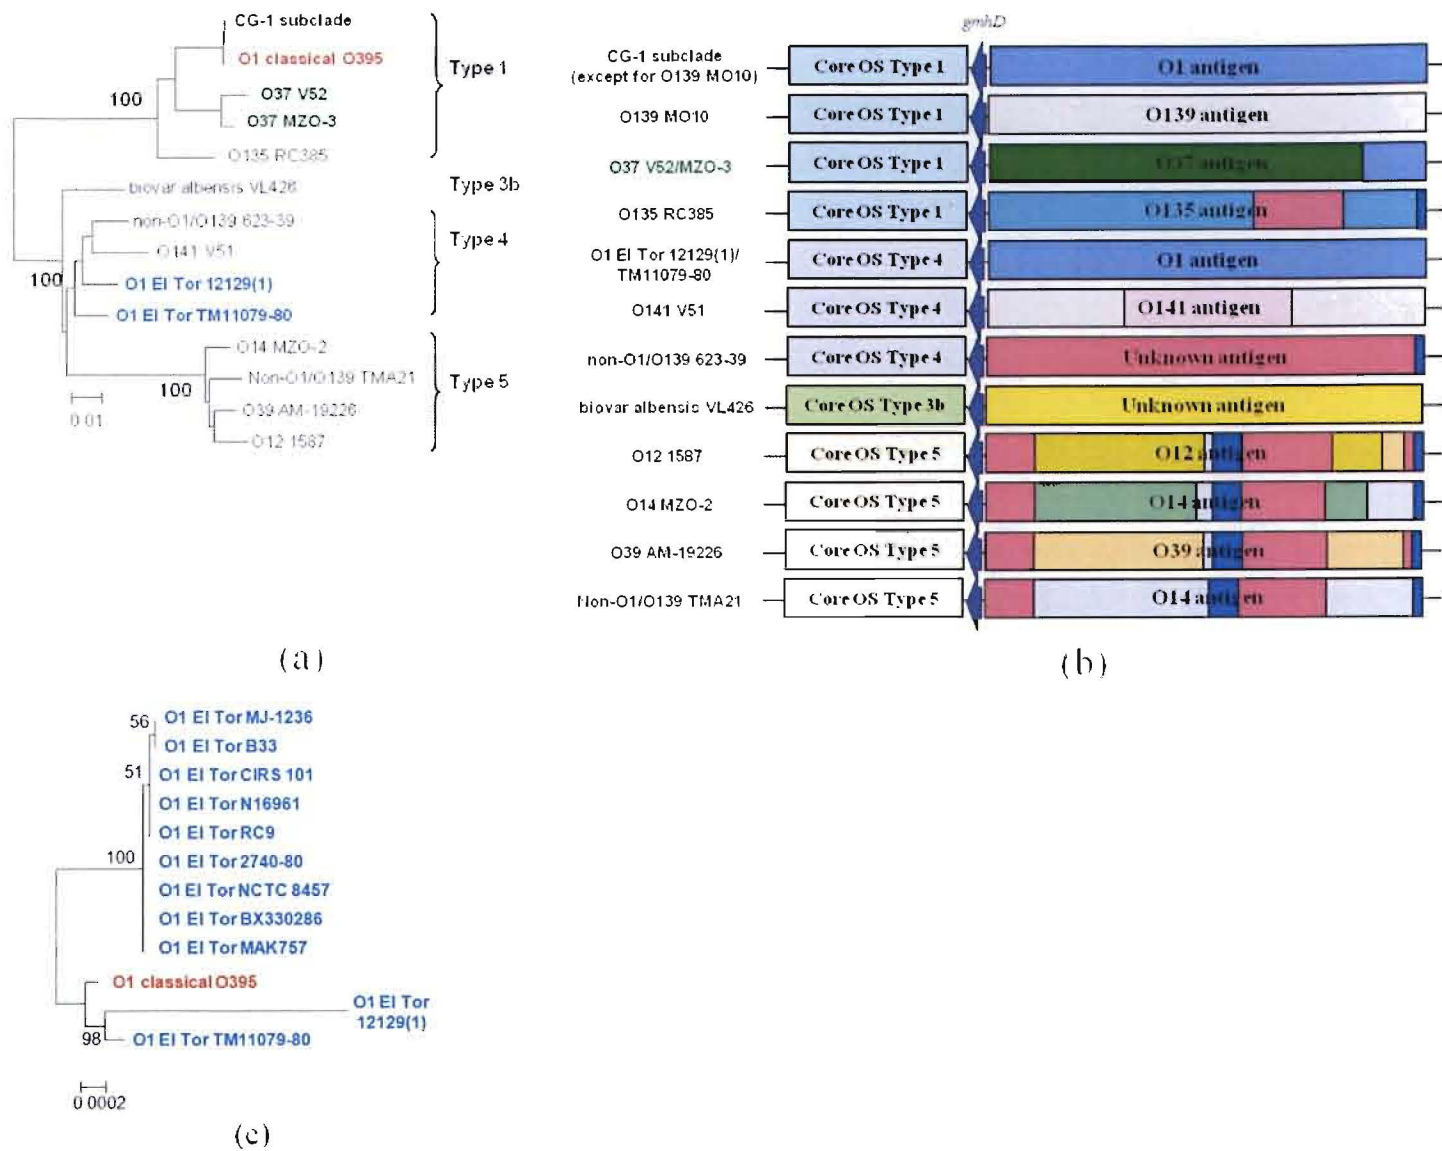 CG-1 subclade
O1 classical O395
Type 1
100
O37 V52
O37 MZO-3
O135 RC385
biovar albensis VL426
Type 3b
non-O1/O139 623-39
O141 V51
Type 4
100
O1 El Tor 12129(1)
O1 El Tor TM11079-80
O14 MZO-2
100
Non-O1/O139 TMA21
Type 5
O39 AM-19226
O12 1587
0 01
(a)
gmhD
CG-1 subclade
(except for O139 MO10)
Core OS Type 1
O1 antigen
O139 MO10
Core OS Type 1
O139 antigen
O37 V52/MZO-3
Core OS Type 1
O37 antigen
O135 RC385
Core OS Type 1
O135 antigen
O1 El Tor 12129(1)/
TM11079-80
Core OS Type 4
O1 antigen
O141 V51
Core OS Type 4
O141 antigen
non-O1/O139 623-39
Core OS Type 4
Unknown antigen
biovar albensis VL426
Core OS Type 3b
Unknown antigen
O12 1587
Core OS Type 5
O12 antigen
O14 MZO-2
Core OS Type 5
O14 antigen
O39 AM-19226
Core OS Type 5
O39 antigen
Non-O1/O139 TMA21
Core OS Type 5
O14 antigen
(b)
56
O1 El Tor MJ-1236
O1 El Tor B33
51
O1 El Tor CIRS 101
O1 El Tor N16961
O1 El Tor RC9
100
O1 El Tor 2740-80
O1 El Tor NCTC 8457
O1 El Tor BX330286
O1 El Tor MAK757
O1 classical O395
O1 El Tor
12129(1)
98
O1 El Tor TM11079-80
0 0002
(c)